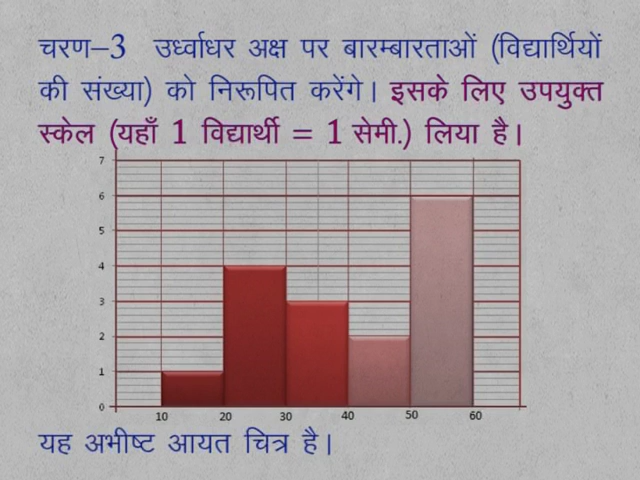 चरण–3 उर्ध्वाधर अक्ष पर बारम्बारताओं (विद्यार्थियों
की संख्या) को निरूपित करेंगे। इसके लिए उपयुक्त
स्केल (यहाँ 1 विद्यार्थी = 1 सेमी.) लिया है।
7
6
5
4
3
2
1
0
10 20 30 40 50 60
यह अभीष्ट आयत चित्र है।